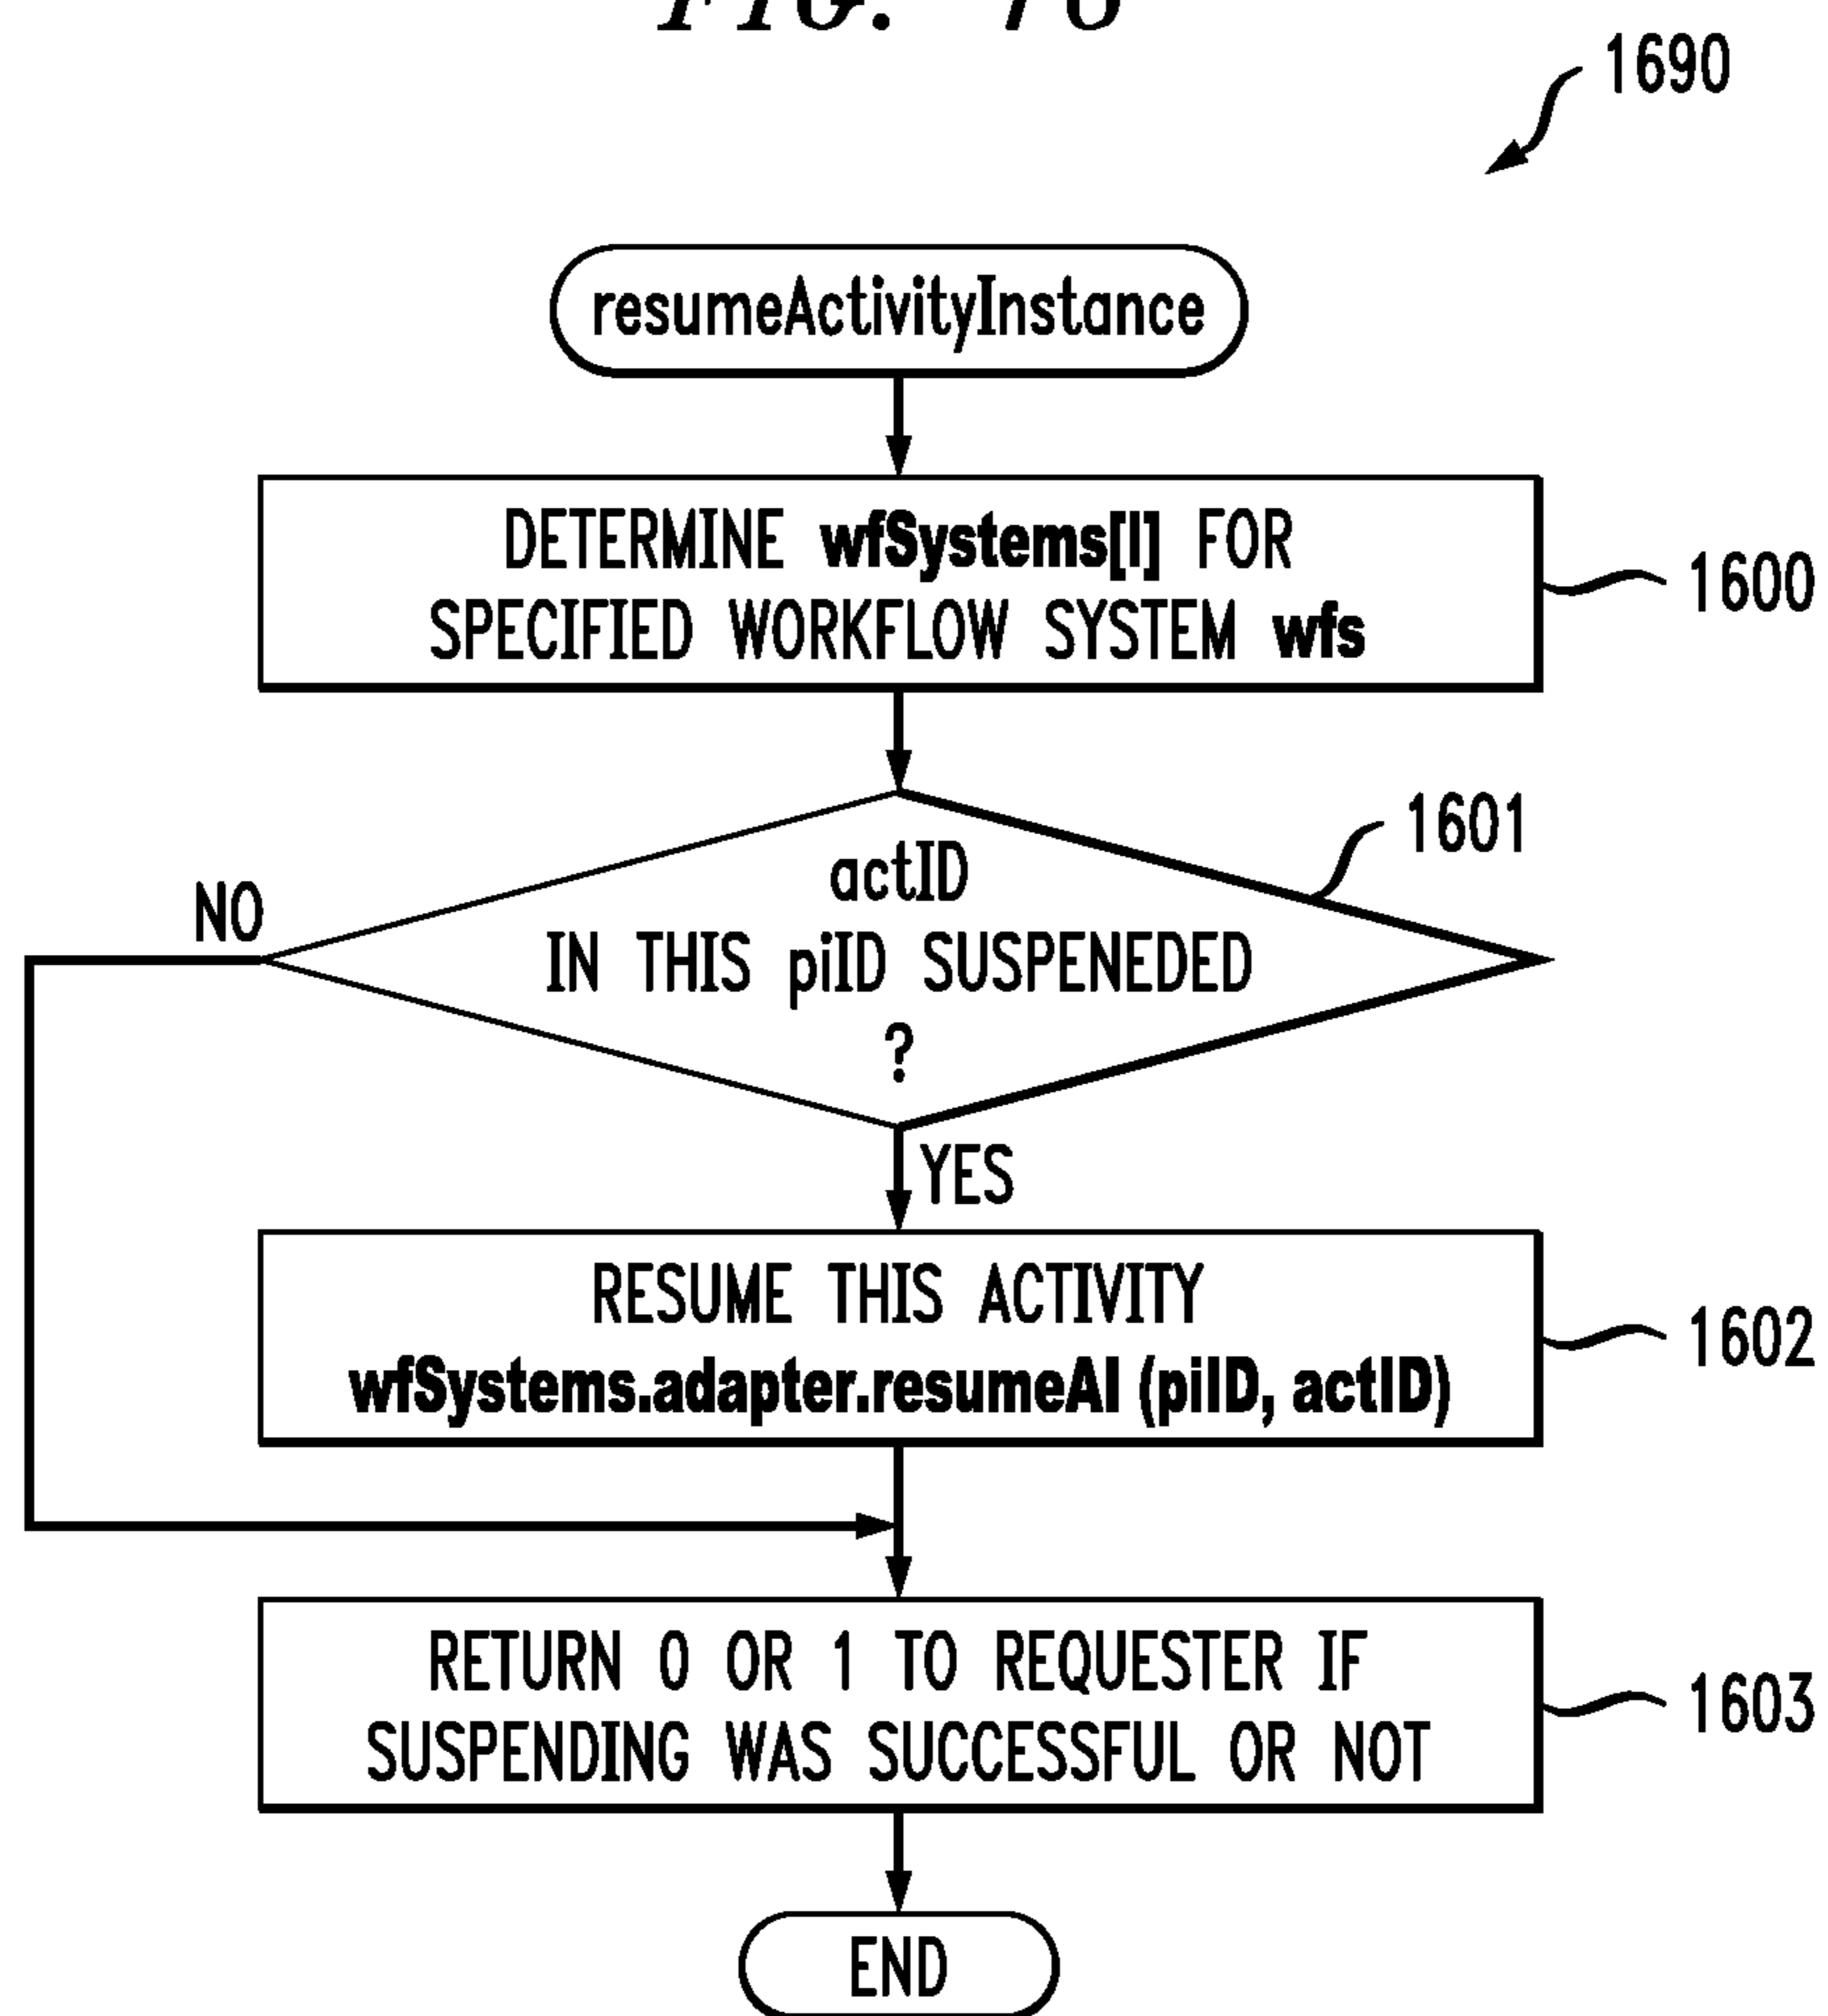 FIG. 16
1690
resumeActivityInstance
DETERMINE wfSystems[I] FOR
SPECIFIED WORKFLOW SYSTEM wfs
1600
1601
actID
IN THIS piID SUSPENEDED
?
NO
YES
RESUME THIS ACTIVITY
wfSystems.adapter.resumeAI (piID, actID)
1602
RETURN 0 OR 1 TO REQUESTER IF
SUSPENDING WAS SUCCESSFUL OR NOT
1603
END